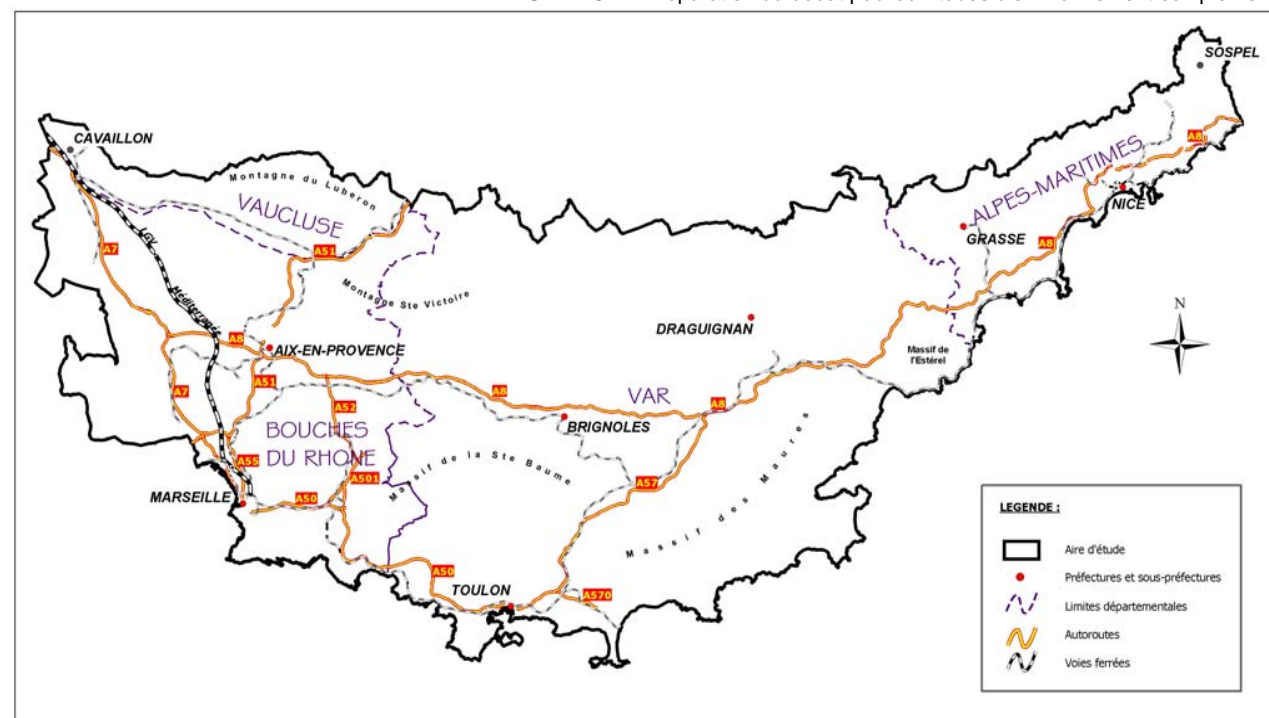 SOSPEL
CAVAILLON
A8
ALPES-MARITIMES
Montagne du Luberon
NICE
VAUCLUSE
GRASSE
LGV
A7
A51
A8
Méditerranée
Montagne Ste Victoire
N
DRAGUIGNAN
A8
AIX-EN-PROVENCE
Massif de
l'Estérel
A51
A7
A8
VAR
A8
A52
BRIGNOLES
BOUCHES
DU RHONE
A55
Massif de la Ste Baume
A501
A57
MARSEILLE
A50
Massif des Maures
A50
TOULON
A570
LEGENDE :
Aire d'étude
Préfectures et sous-préfectures
Limites départementales
Autoroutes
Voies ferrées